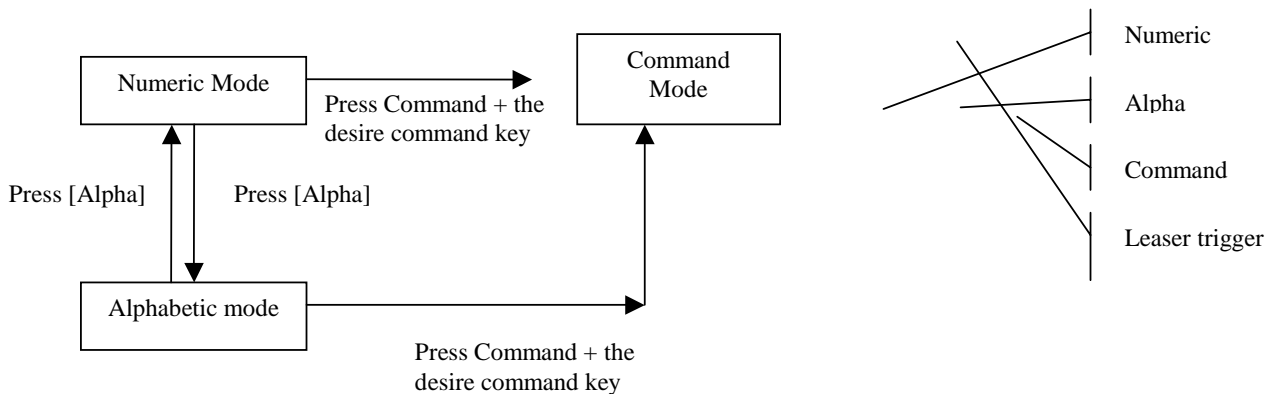 Numeric Mode
Press Command + the
desire command key
Command
Mode
Press [Alpha]
Press [Alpha]
Alphabetic mode
Press Command + the
desire command key
Numeric
Alpha
Command
Leaser trigger